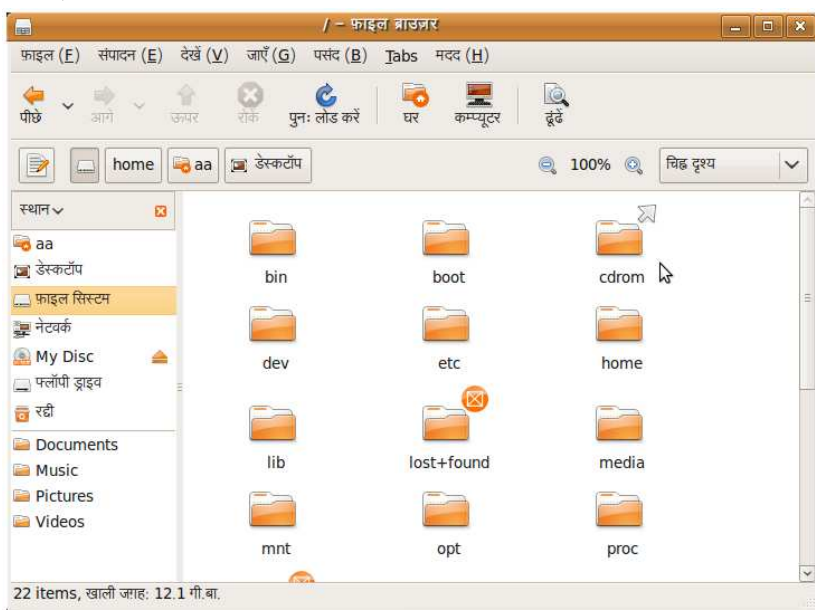 / - फ़ाइल ब्राउज़र
फाइल (F) संपादन (E) देखें (V) जाएँ (G) पसंद (B) Tabs मदद (H)
पीछे आगे ऊपर रोकें पुनः लोड करें घर कम्प्यूटर ढूंढें
home aa डेस्कटॉप 100% चिह्न दृश्य
स्थान
aa
डेस्कटॉप
फ़ाइल सिस्टम
नेटवर्क
My Disc
फ्लॉपी ड्राइव
रद्दी
Documents
Music
Pictures
Videos
bin boot cdrom
dev etc home
lib lost+found media
mnt opt proc
22 items, खाली जगह: 12.1 गी.बा.